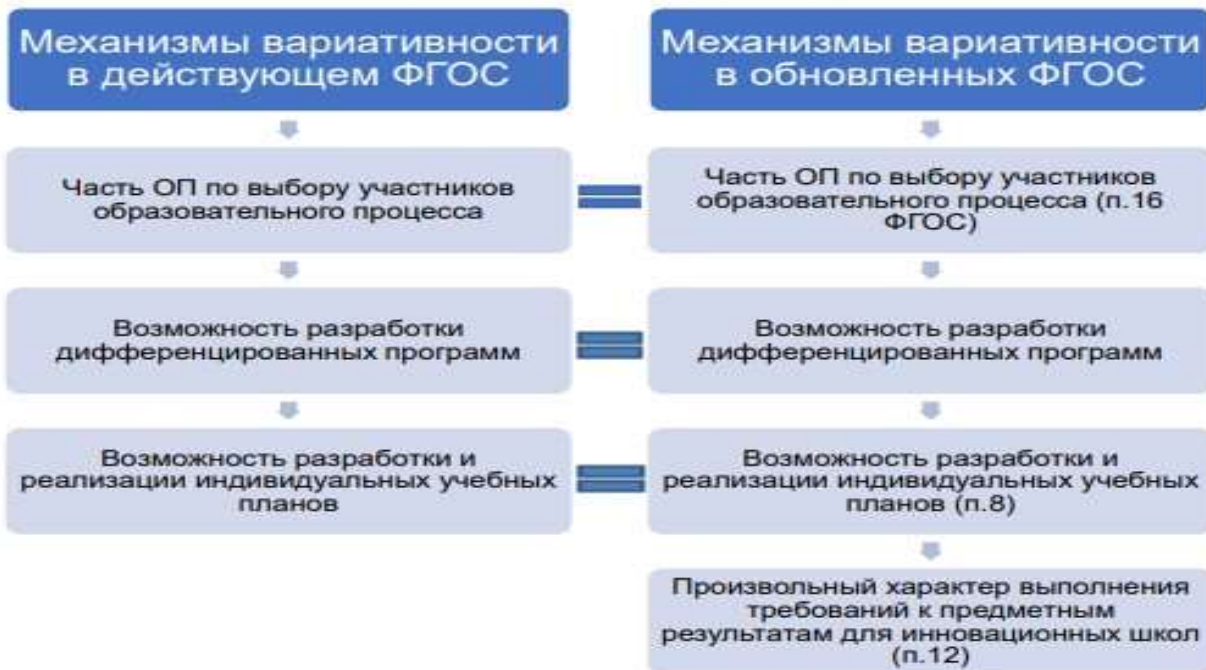 Механизмы вариативности
в действующем ФГОС
Часть ОП по выбору участников
образовательного процесса
Возможность разработки
дифференцированных программ
Возможность разработки и
реализации индивидуальных учебных
планов
Механизмы вариативности
в обновленных ФГОС
Часть ОП по выбору участников
образовательного процесса (п.16
ФГОС)
Возможность разработки
дифференцированных программ
Возможность разработки и
реализации индивидуальных учебных
планов (п.8)
Произвольный характер выполнения
требований к предметным
результатам для инновационных школ
(п.12)